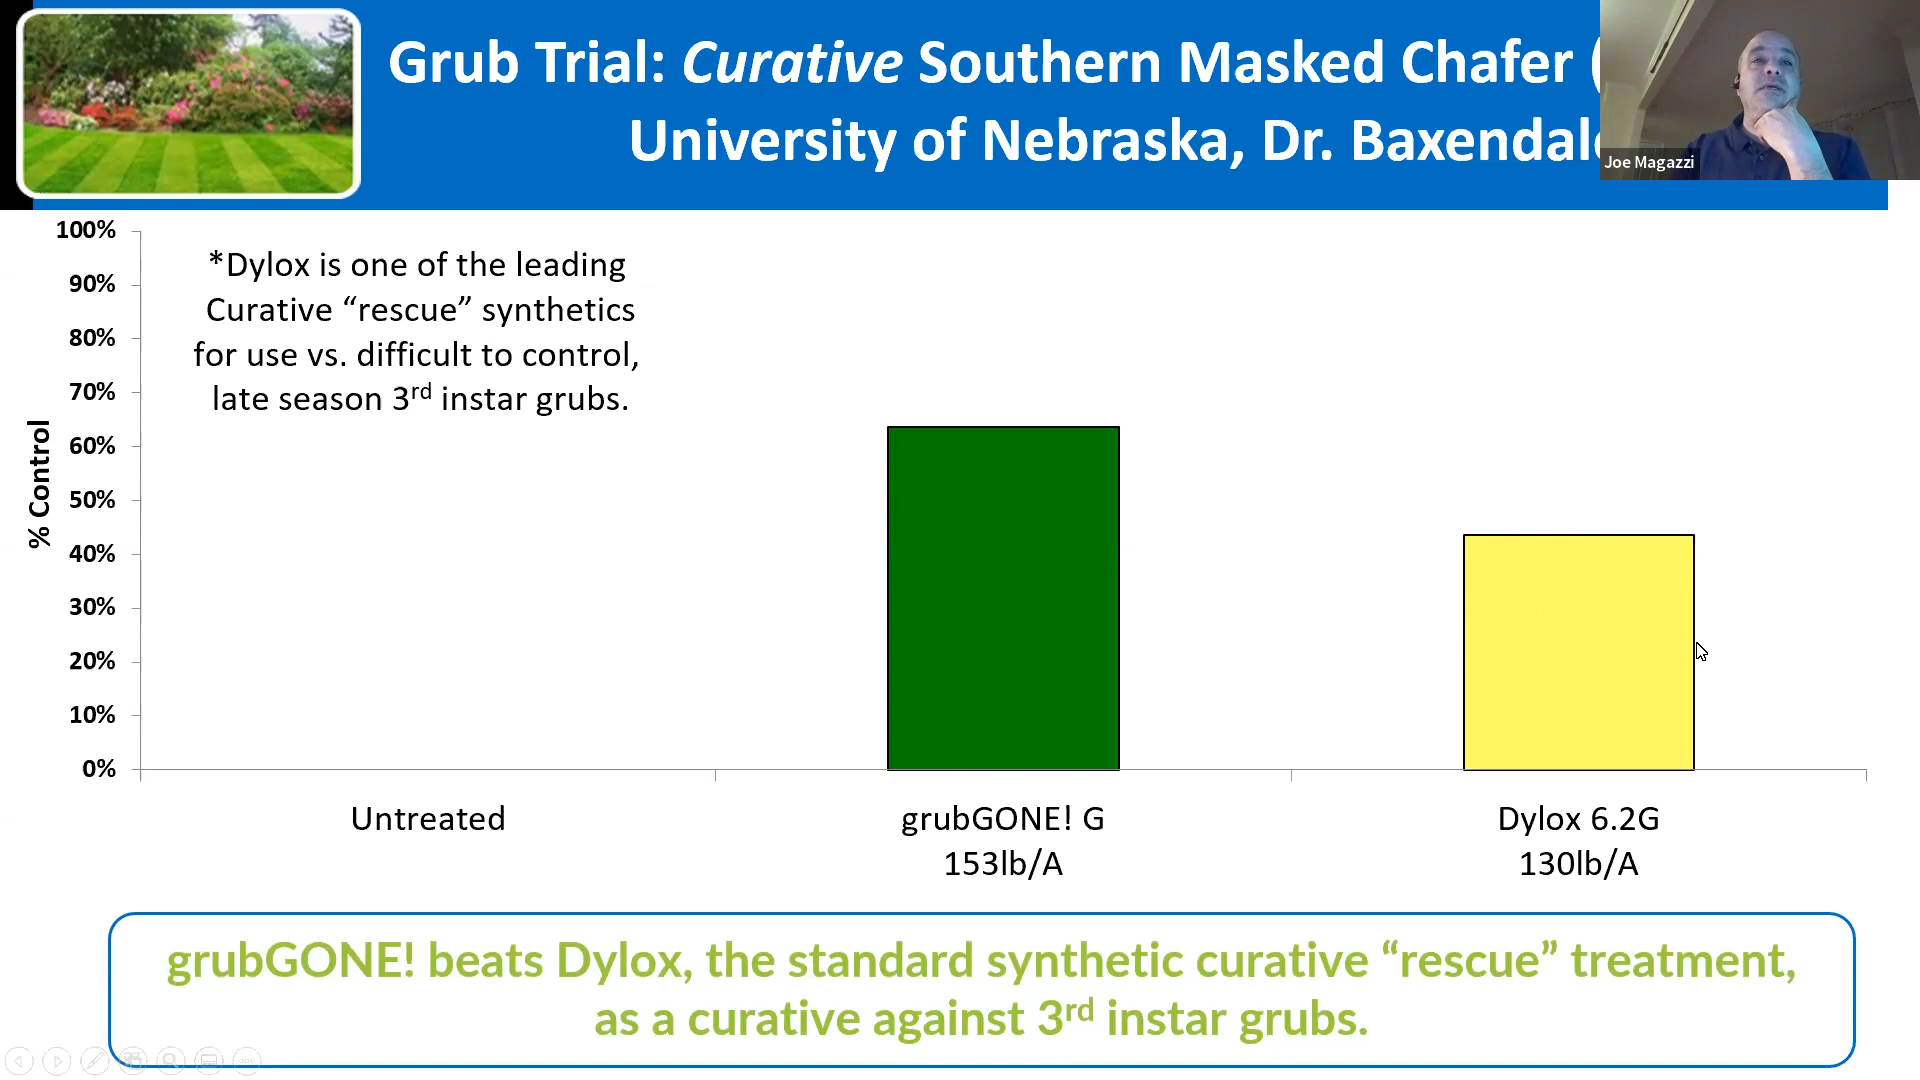 Grub Trial: Curative Southern Masked Chafer (
University of Nebraska, Dr. Baxendale
Joe Magazzi
100%
90%
80%
70%
60%
50%
40%
30%
20%
10%
0%
% Control
*Dylox is one of the leading
Curative “rescue” synthetics
for use vs. difficult to control,
late season 3rd instar grubs.
Untreated
grubGONE! G
153lb/A
Dylox 6.2G
130lb/A
grubGONE! beats Dylox, the standard synthetic curative “rescue” treatment,
as a curative against 3rd instar grubs.